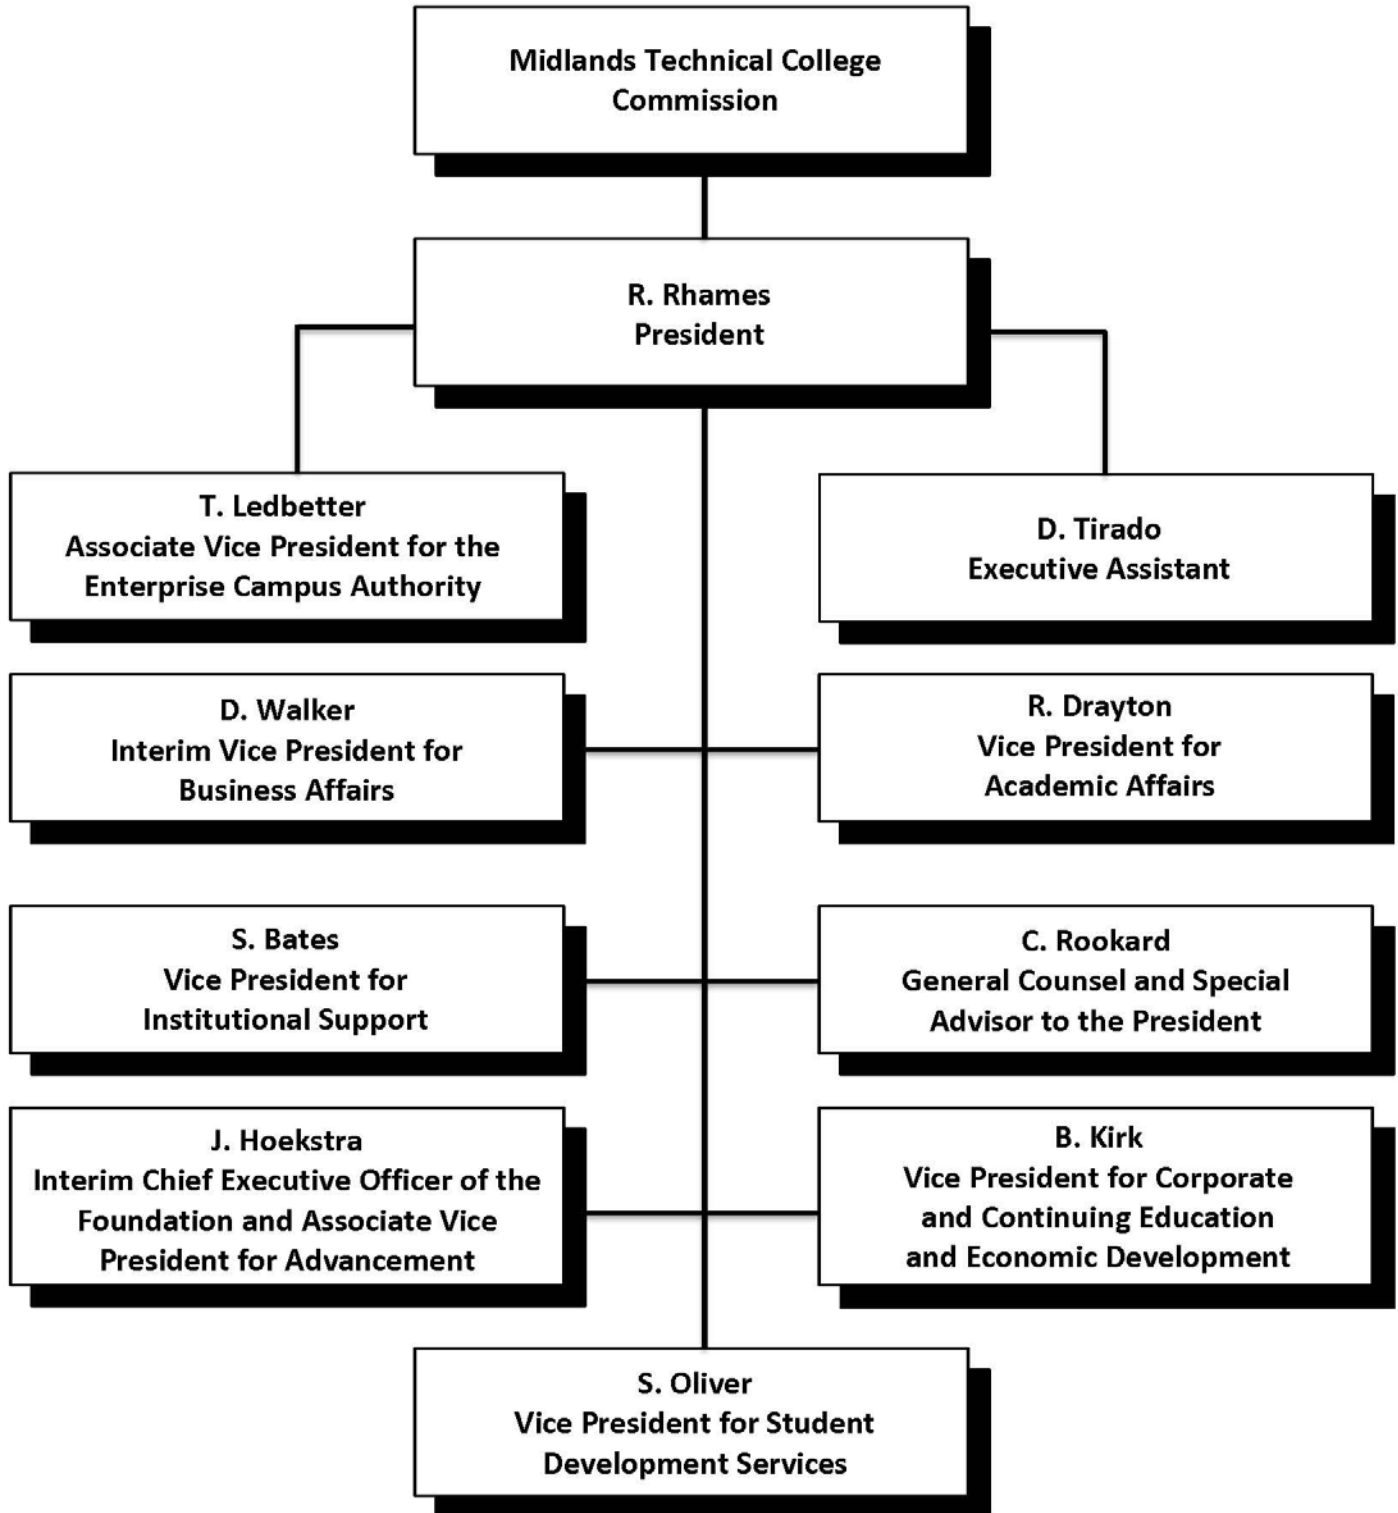 Midlands Technical College
Commission
R. Rhames
President
T. Ledbetter
Associate Vice President for the
Enterprise Campus Authority
D. Tirado
Executive Assistant
D. Walker
Interim Vice President for
Business Affairs
R. Drayton
Vice President for
Academic Affairs
S. Bates
Vice President for
Institutional Support
C. Rookard
General Counsel and Special
Advisor to the President
J. Hoekstra
Interim Chief Executive Officer of the
Foundation and Associate Vice
President for Advancement
B. Kirk
Vice President for Corporate
and Continuing Education
and Economic Development
S. Oliver
Vice President for Student
Development Services